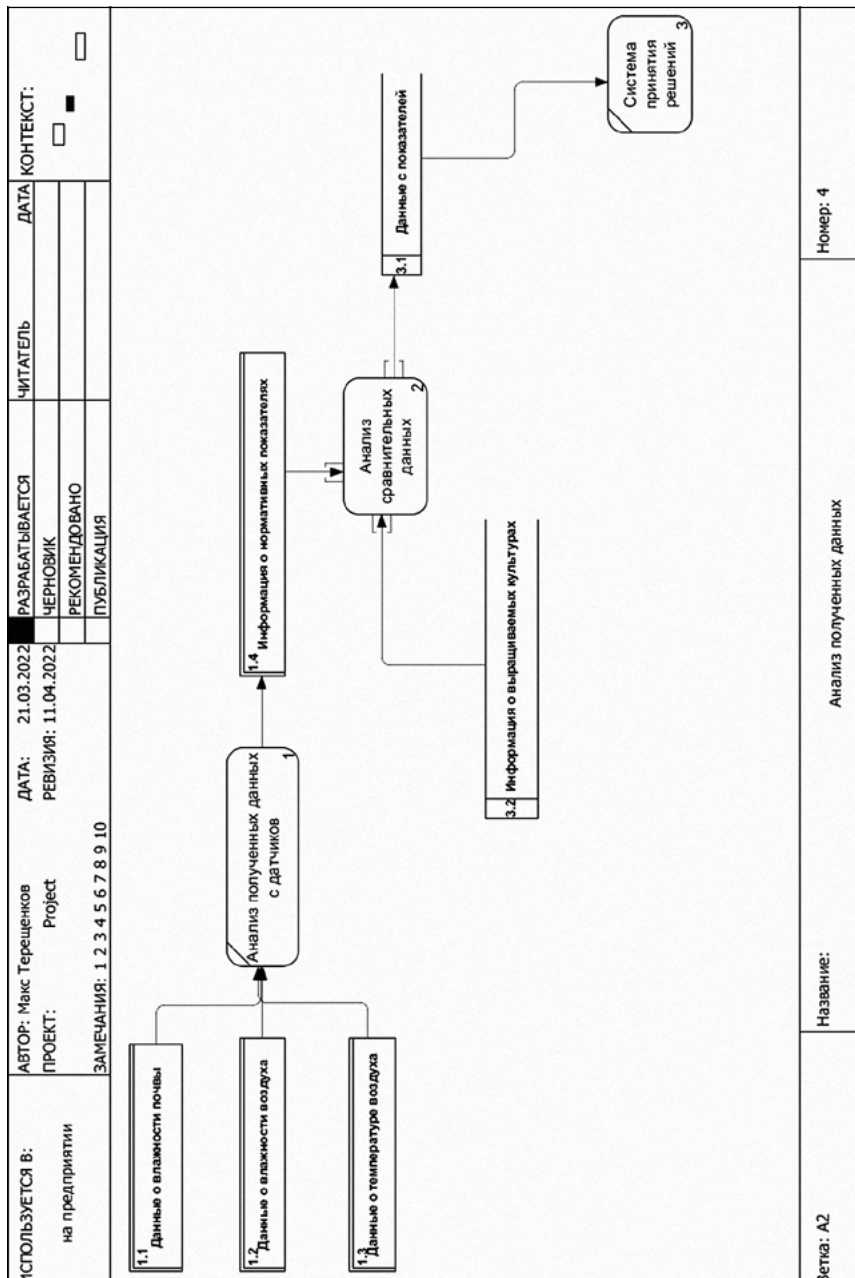 ИСПОЛЬЗУЕТСЯ В:
на предприятии
АВТОР: Макс Терещенков
ДАТА: 21.03.2022
ПРОЕКТ: Project
РЕВИЗИЯ: 11.04.2022
ЗАМЕЧАНИЯ: 1 2 3 4 5 6 7 8 9 10
РАЗРАБАТЫВАЕТСЯ
ЧЕРНОВИК
РЕКОМЕНДОВАНО
ПУБЛИКАЦИЯ
ЧИТАТЕЛЬ
ДАТА
КОНТЕКСТ:
1.1 Данные о влажности почвы
1.2 Данные о влажности воздуха
1.3 Данные о температуре воздуха
Анализ полученных данных
с датчиков
1
1.4 Информация о нормативных показателях
3.2 Информация о выращиваемых культурах
Анализ
сравнительных
данных
2
3.1 Данные с показателей
Система
принятия
решений
3
Ветка: A2
Название:
Анализ полученных данных
Номер: 4